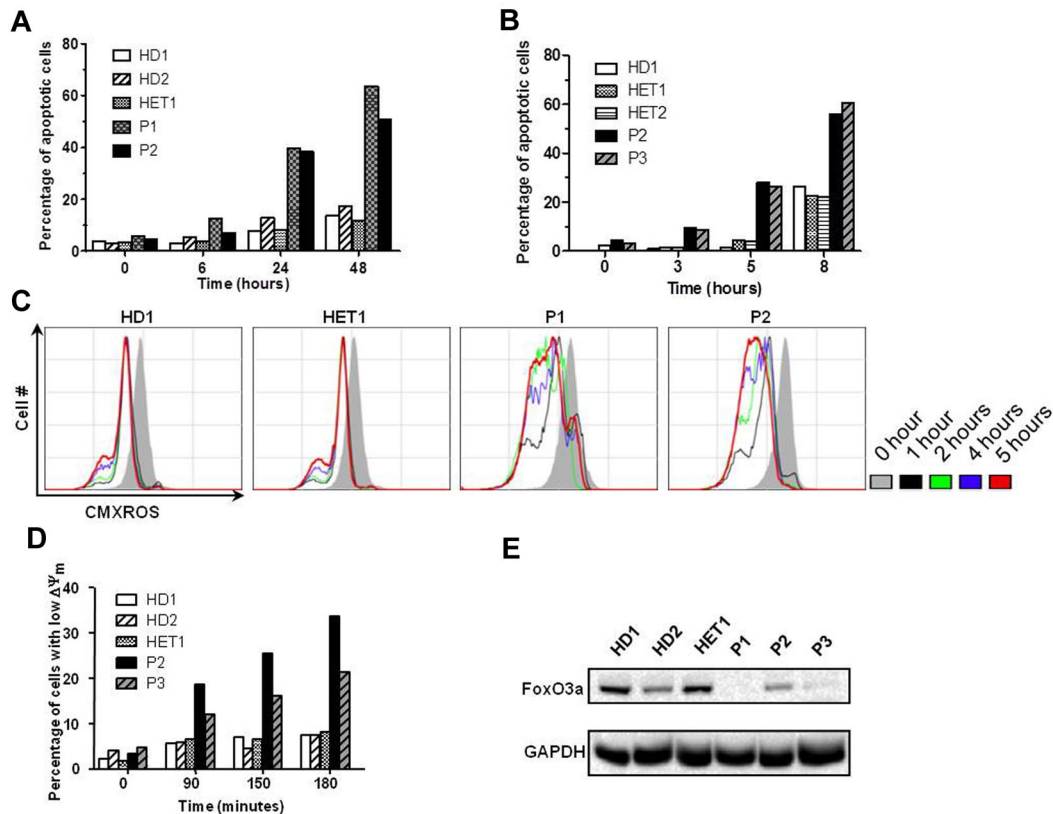 A
Percentage of apoptotic cells
80
60
40
20
0
HD1
HD2
HET1
P1
P2
0 6 24 48
Time (hours)
B
Percentage of apoptotic cells
80
60
40
20
0
HD1
HET1
HET2
P2
P3
0 3 5 8
Time (hours)
C
HD1 HET1 P1 P2
Cell #
CMXROS
0 hour
1 hour
2 hours
4 hours
5 hours
D
Percentage of cells with low ΔΨm
40
30
20
10
0
HD1
HD2
HET1
P2
P3
0 90 150 180
Time (minutes)
E
HD1 HD2 HET1 P1 P2 P3
FoxO3a
GAPDH